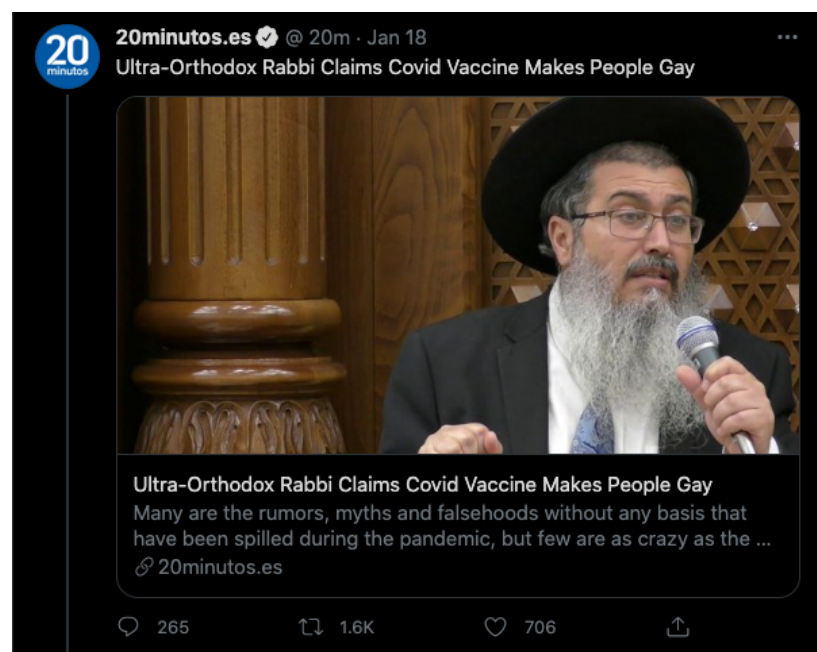 20minutos.es @ 20m · Jan 18
20
minutos
Ultra-Orthodox Rabbi Claims Covid Vaccine Makes People Gay
Ultra-Orthodox Rabbi Claims Covid Vaccine Makes People Gay
Many are the rumors, myths and falsehoods without any basis that
have been spilled during the pandemic, but few are as crazy as the ...
20minutos.es
265 1.6K 706